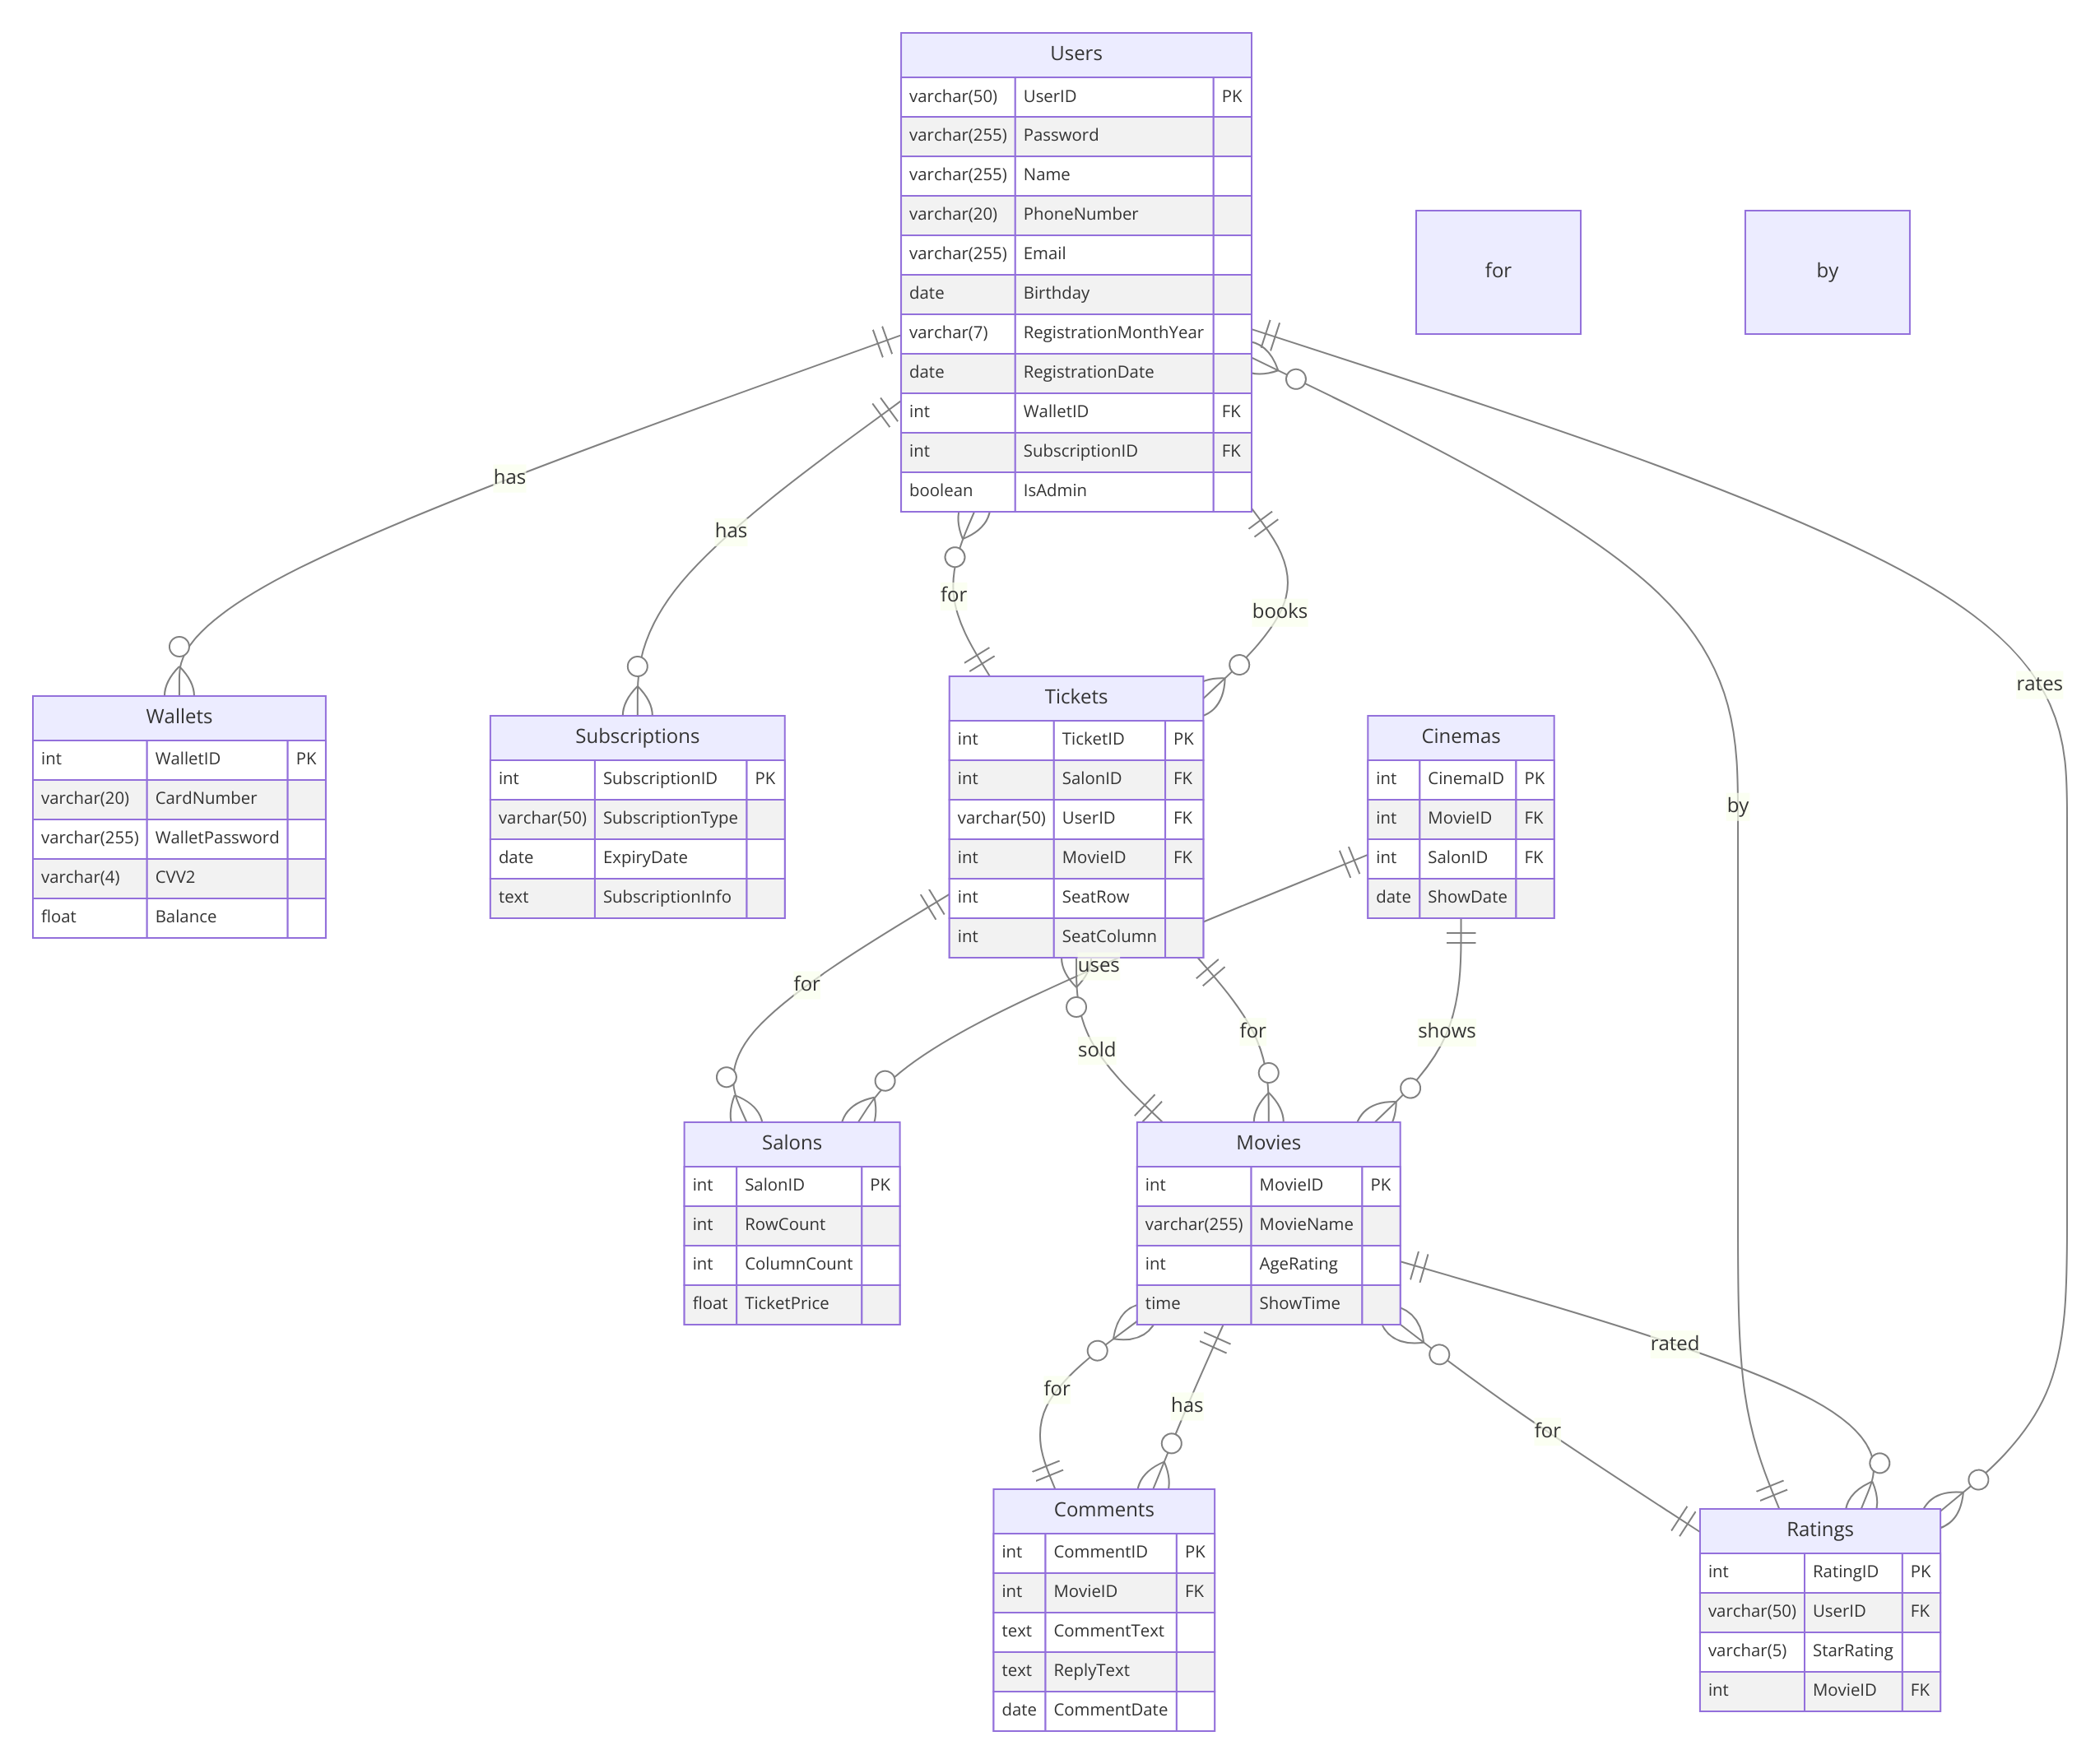 Users
varchar(50) UserID PK
varchar(255) Password
varchar(255) Name
varchar(20) PhoneNumber
varchar(255) Email
date Birthday
varchar(7) RegistrationMonthYear
date RegistrationDate
int WalletID FK
int SubscriptionID FK
boolean IsAdmin
for
by
has
has
for
books
rates
by
Wallets
int WalletID PK
varchar(20) CardNumber
varchar(255) WalletPassword
varchar(4) CVV2
float Balance
Subscriptions
int SubscriptionID PK
varchar(50) SubscriptionType
date ExpiryDate
text SubscriptionInfo
Tickets
int TicketID PK
int SalonID FK
varchar(50) UserID FK
int MovieID FK
int SeatRow
int SeatColumn
Cinemas
int CinemaID PK
int MovieID FK
int SalonID FK
date ShowDate
for
uses
sold
for
shows
Salons
int SalonID PK
int RowCount
int ColumnCount
float TicketPrice
Movies
int MovieID PK
varchar(255) MovieName
int AgeRating
time ShowTime
for
has
for
rated
Comments
int CommentID PK
int MovieID FK
text CommentText
text ReplyText
date CommentDate
Ratings
int RatingID PK
varchar(50) UserID FK
varchar(5) StarRating
int MovieID FK